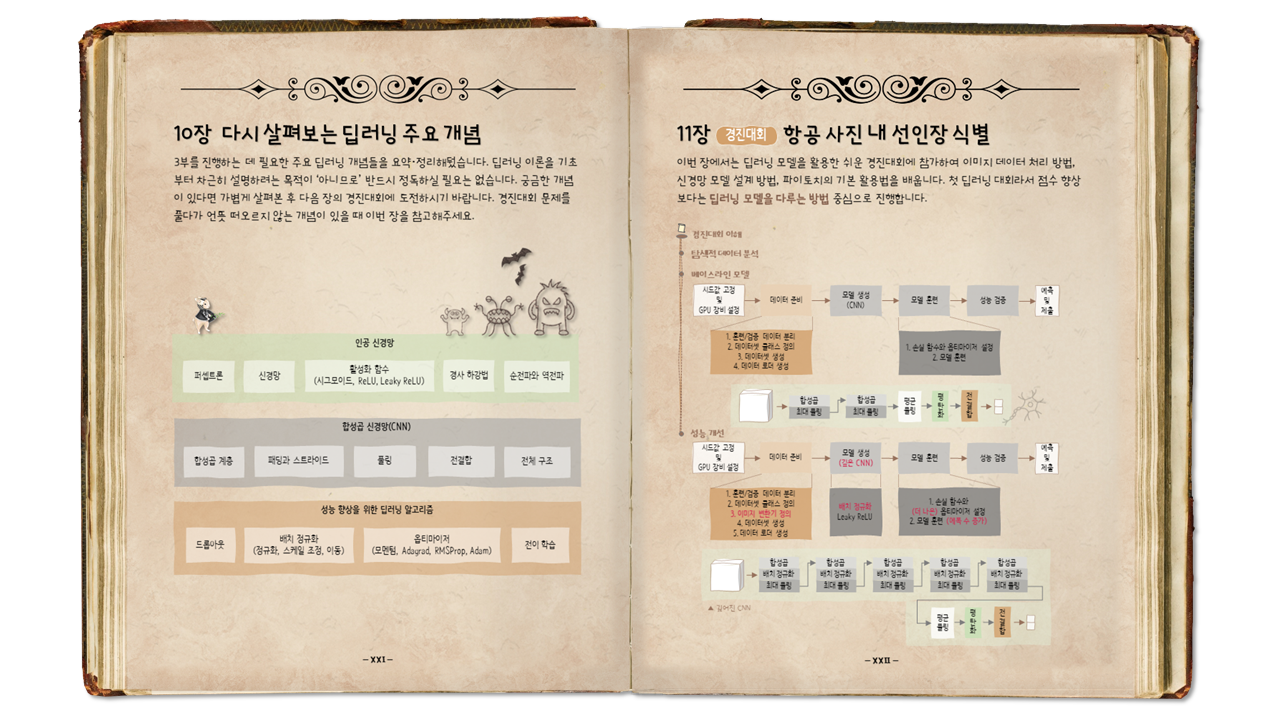 10장 다시 살펴보는 딥러닝 주요 개념
3부를 진행하는 데 필요한 주요 딥러닝 개념들을 요약·정리해뒀습니다. 딥러닝 이론을 기초
부터 차근히 설명하려는 목적이 '아니므로' 반드시 정독하실 필요는 없습니다. 궁금한 개념
이 있다면 가볍게 살펴본 후 다음 장의 경진대회에 도전하시기 바랍니다. 경진대회 문제를
풀다가 언뜻 떠오르지 않는 개념이 있을 때 이번 장을 참고해주세요.
인공 신경망
퍼셉트론
신경망
활성화 함수
(시그모이드, ReLU, Leaky ReLU)
경사 하강법
순전파와 역전파
합성곱 신경망(CNN)
합성곱 계층
패딩과 스트라이드
풀링
전결합
전체 구조
성능 향상을 위한 딥러닝 알고리즘
드롭아웃
배치 정규화
(정규화, 스케일 조정, 이동)
옵티마이저
(모멘텀, Adagrad, RMSProp, Adam)
전이 학습
– XXI –
11장 경진대회 항공 사진 내 선인장 식별
이번 장에서는 딥러닝 모델을 활용한 쉬운 경진대회에 참가하여 이미지 데이터 처리 방법,
신경망 모델 설계 방법, 파이토치의 기본 활용법을 배웁니다. 첫 딥러닝 대회라서 점수 향상
보다는 딥러닝 모델을 다루는 방법 중심으로 진행합니다.
경진대회 이해
탐색적 데이터 분석
베이스라인 모델
시드값 고정
및
GPU 장비 설정
데이터 준비
모델 생성
(CNN)
모델 훈련
성능 검증
예측
및
제출
1. 훈련/검증 데이터 분리
2. 데이터셋 클래스 정의
3. 데이터셋 생성
4. 데이터 로더 생성
1. 손실 함수와 옵티마이저 설정
2. 모델 훈련
합성곱
최대 풀링
합성곱
최대 풀링
평균 풀링
평탄화
전결합
성능 개선
시드값 고정
및
GPU 장비 설정
데이터 준비
모델 생성
(깊은 CNN)
모델 훈련
성능 검증
예측
및
제출
1. 훈련/검증 데이터 분리
2. 데이터셋 클래스 정의
3. 이미지 변환기 정의
4. 데이터셋 생성
5. 데이터 로더 생성
배치 정규화
Leaky ReLU
1. 손실 함수와
(더 나은) 옵티마이저 설정
2. 모델 훈련 (에폭 수 증가)
합성곱
배치 정규화
최대 풀링
합성곱
배치 정규화
최대 풀링
합성곱
배치 정규화
최대 풀링
합성곱
배치 정규화
최대 풀링
합성곱
배치 정규화
최대 풀링
▲ 깊어진 CNN
평균 풀링
평탄화
전결합
– XXII –